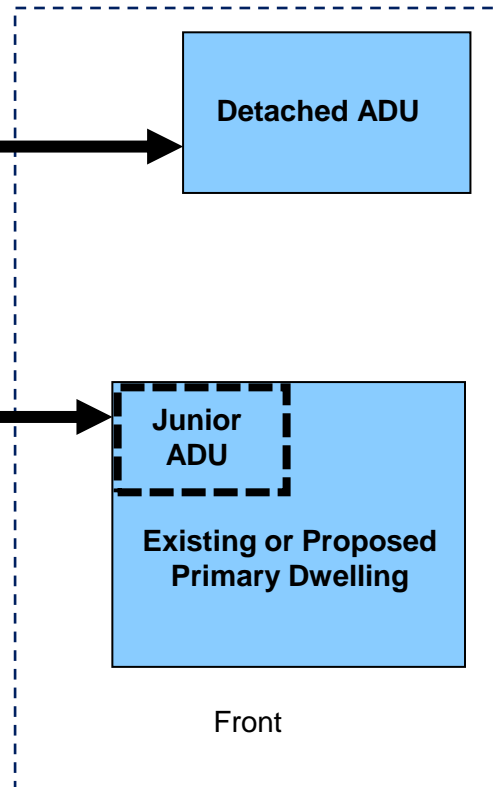 Detached ADU
Junior
ADU
Existing or Proposed
Primary Dwelling
Front